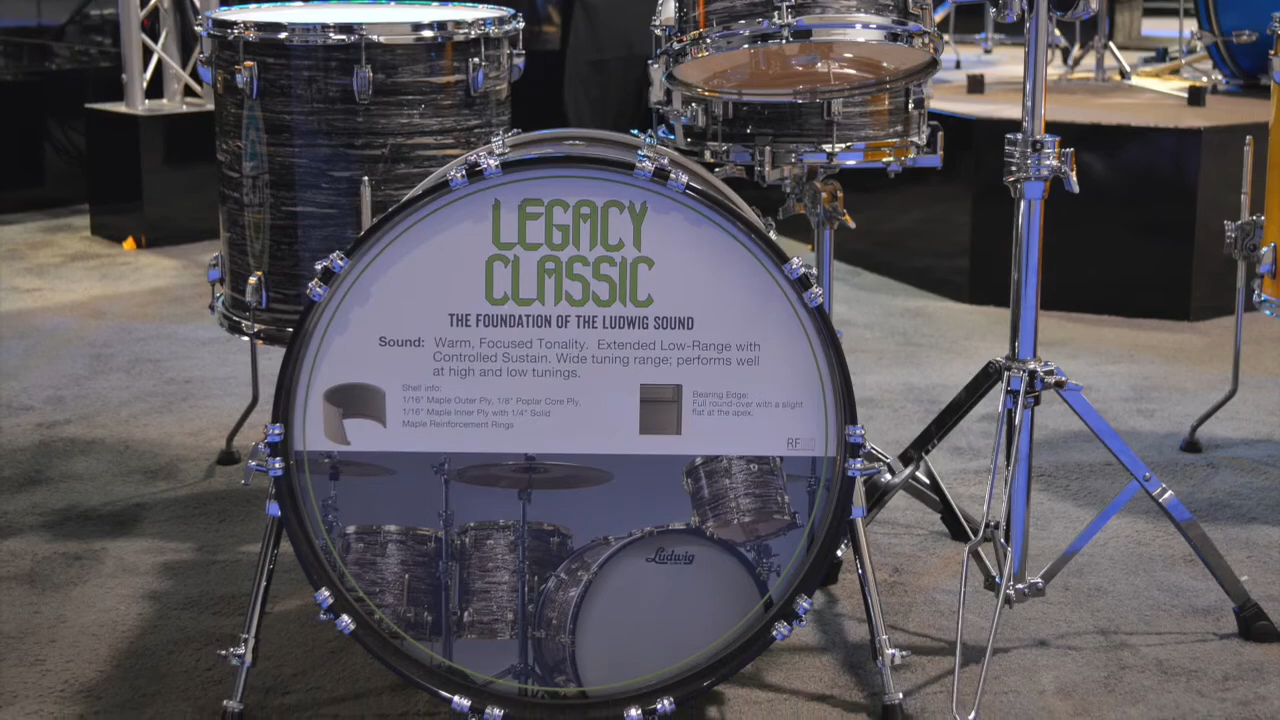 LEGACY
CLASSIC
THE FOUNDATION OF THE LUDWIG SOUND
Sound: Warm, Focused Tonality. Extended Low-Range with
Controlled Sustain. Wide tuning range; performs well
at high and low tunings.
Shell info:
1/16" Maple Outer Ply, 1/8" Poplar Core Ply,
1/16" Maple Inner Ply with 1/4" Solid
Maple Reinforcement Rings
Bearing Edge:
Full round-over with a slight
flat at the apex.
RF
Ludwig